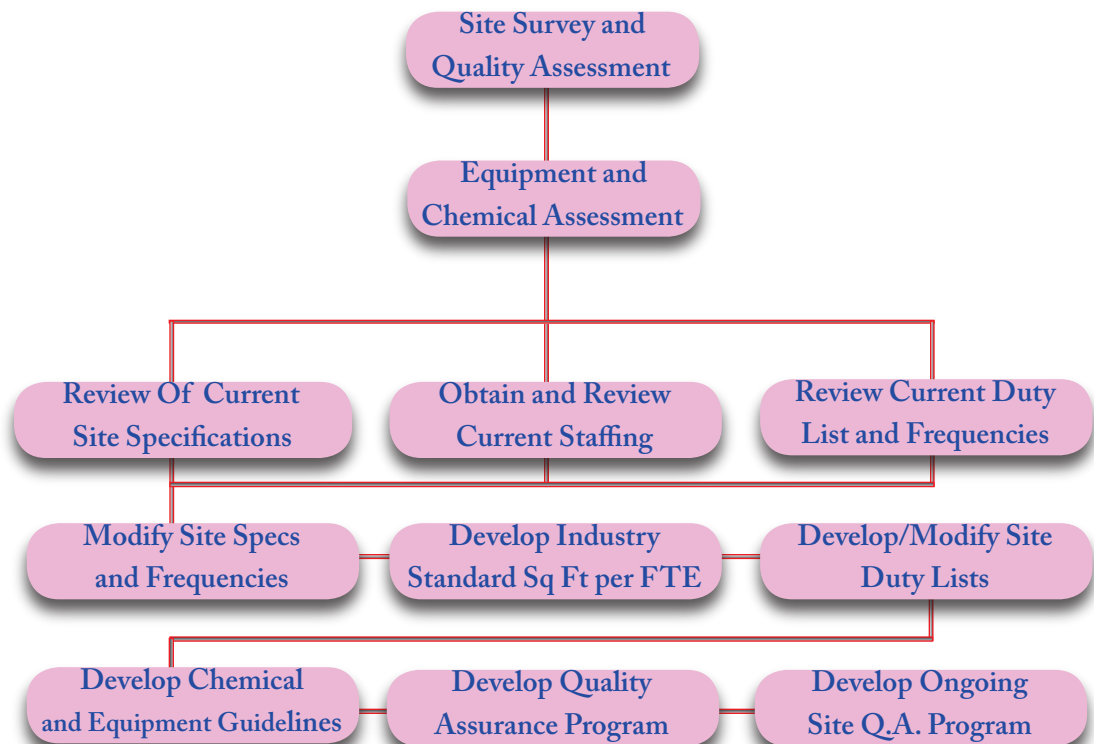 Site Survey and
Quality Assessment
Equipment and
Chemical Assessment
Review Of Current
Site Specifications
Obtain and Review
Current Staffing
Review Current Duty
List and Frequencies
Modify Site Specs
and Frequencies
Develop Industry
Standard Sq Ft per FTE
Develop/Modify Site
Duty Lists
Develop Chemical
and Equipment Guidelines
Develop Quality
Assurance Program
Develop Ongoing
Site Q.A. Program